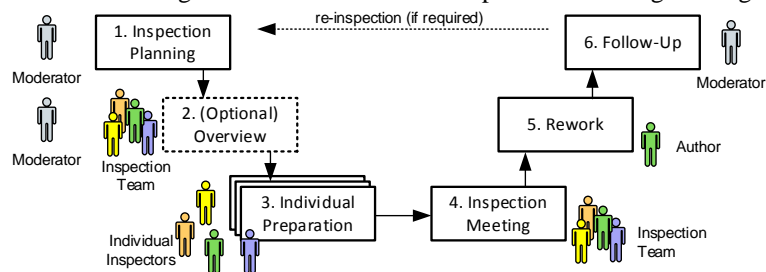 re-inspection (if required)
1. Inspection
Planning
6. Follow-Up
Moderator
Moderator
2. (Optional)
Overview
5. Rework
Moderator
Inspection
Team
Author
3. Individual
Preparation
4. Inspection
Meeting
Individual
Inspectors
Inspection
Team